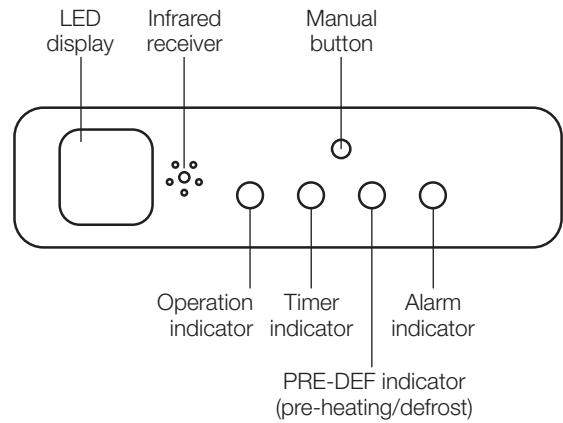 LED
display
Infrared
receiver
Manual
button
Operation
indicator
Timer
indicator
Alarm
indicator
PRE-DEF indicator
(pre-heating/defrost)